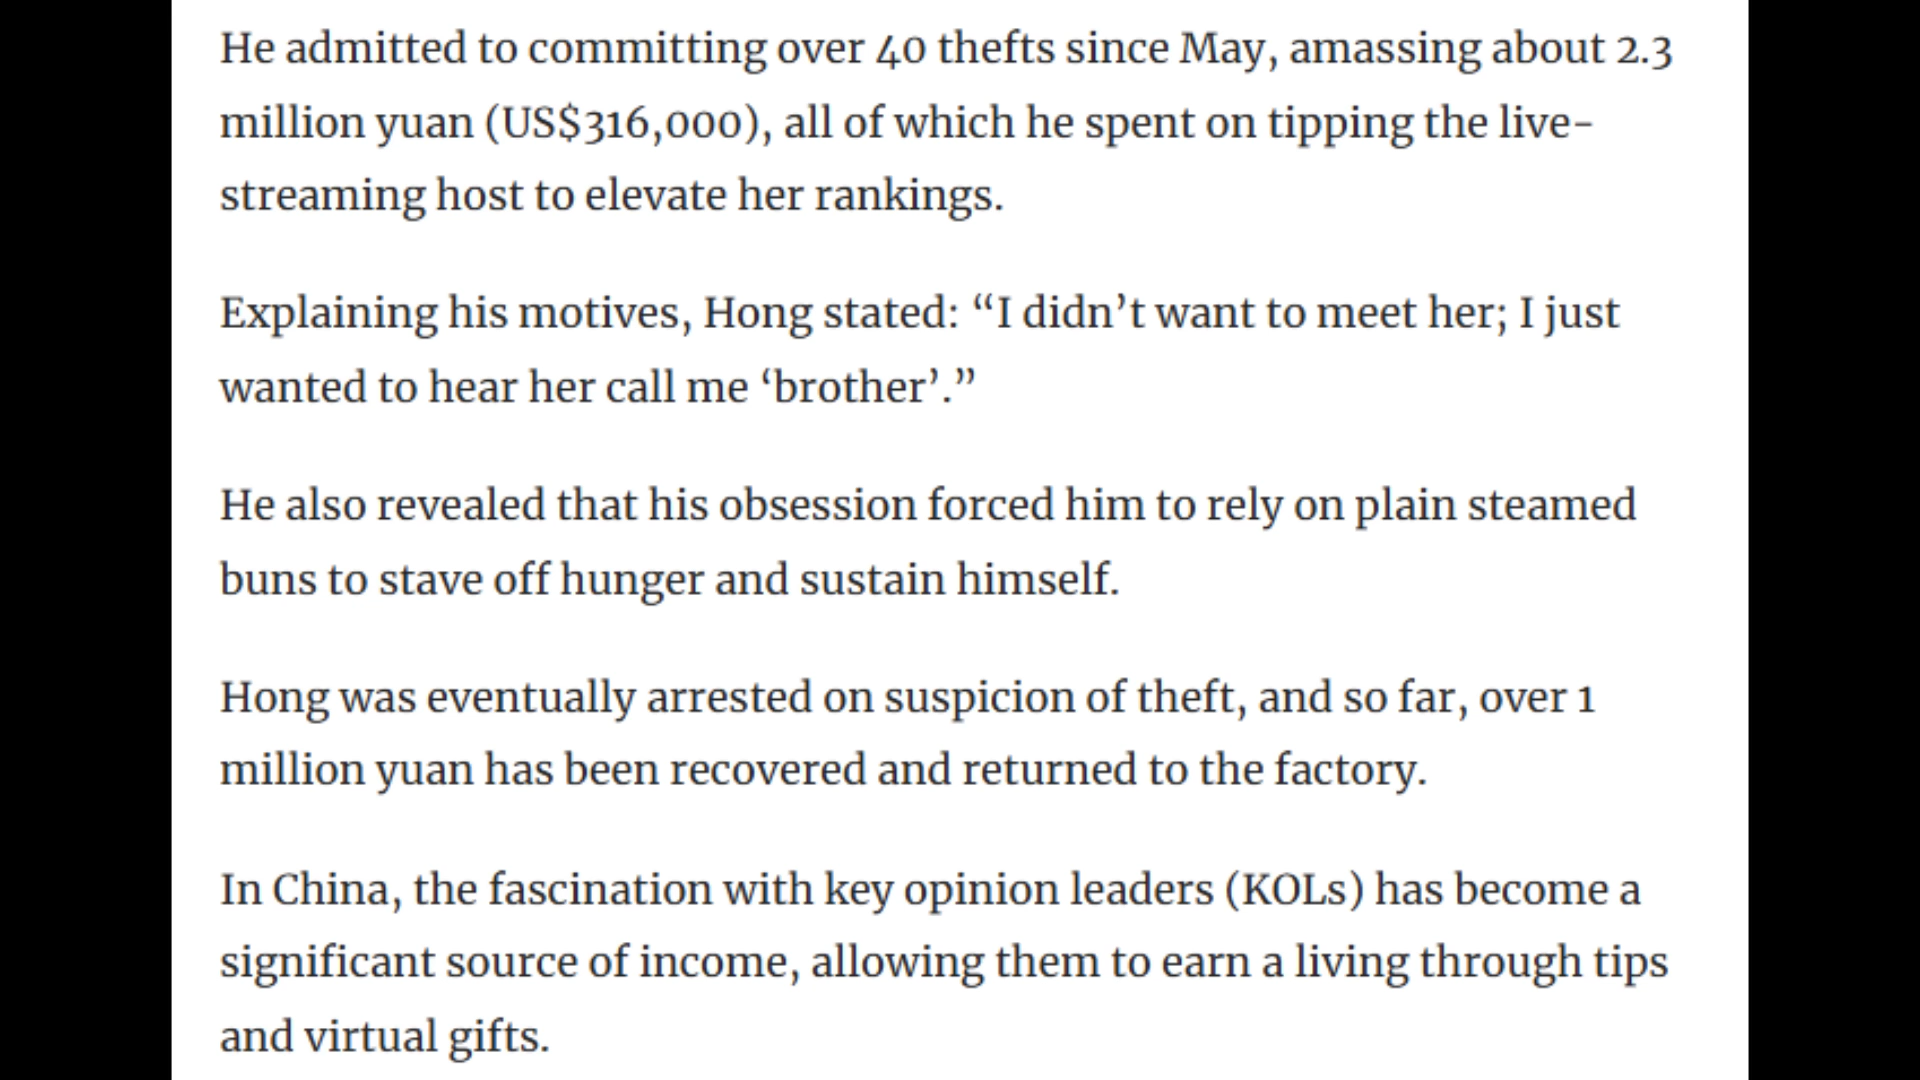 He admitted to committing over 40 thefts since May, amassing about 2.3
million yuan (US$316,000), all of which he spent on tipping the live-
streaming host to elevate her rankings.
Explaining his motives, Hong stated: “I didn’t want to meet her; I just
wanted to hear her call me ‘brother’.”
He also revealed that his obsession forced him to rely on plain steamed
buns to stave off hunger and sustain himself.
Hong was eventually arrested on suspicion of theft, and so far, over 1
million yuan has been recovered and returned to the factory.
In China, the fascination with key opinion leaders (KOLs) has become a
significant source of income, allowing them to earn a living through tips
and virtual gifts.